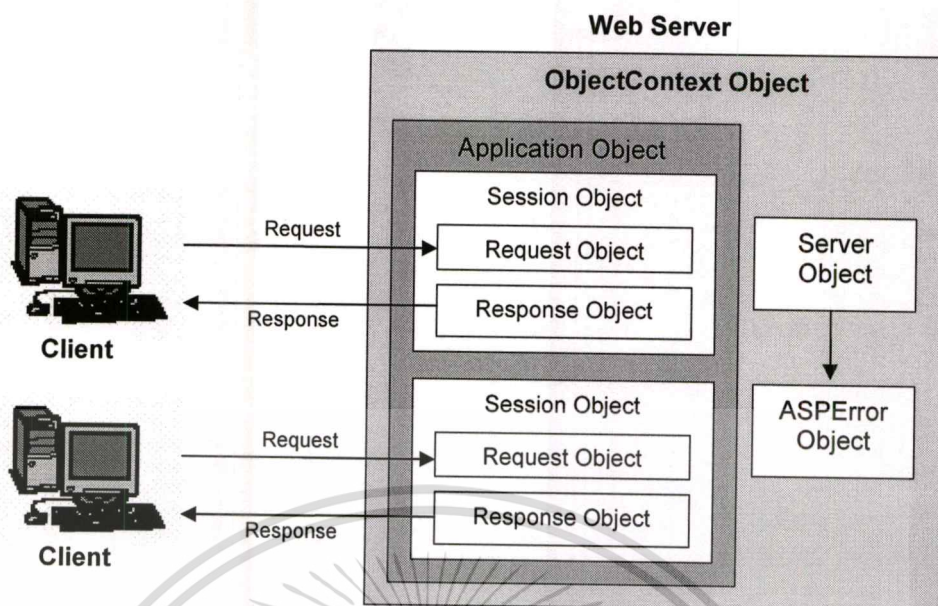 Web Server
ObjectContext Object
Application Object
Session Object
Request
Request Object
Server
Object
Response
Response Object
Client
Session Object
ASPError
Object
Request
Request Object
Response
Response Object
Client